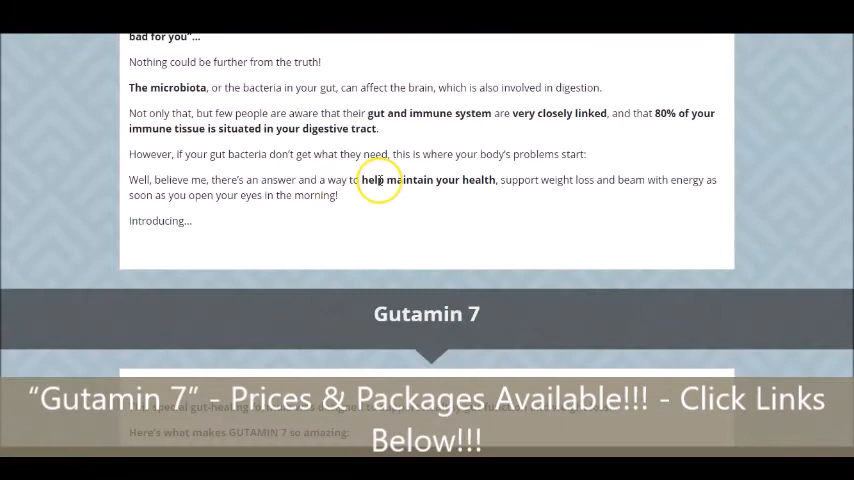 bad for you"...
Nothing could be further from the truth!
The microbiota, or the bacteria in your gut, can affect the brain, which is also involved in digestion.
Not only that, but few people are aware that their gut and immune system are very closely linked, and that 80% of your
immune tissue is situated in your digestive tract.
However, if your gut bacteria don't get what they need, this is where your body's problems start:
Well, believe me, there's an answer and a way to help maintain your health, support weight loss and beam with energy as
soon as you open your eyes in the morning!
Introducing...
Gutamin 7
“Gutamin 7” - Prices & Packages Available!!! - Click Links
Below!!!
Here's what makes GUTAMIN 7 so amazing: